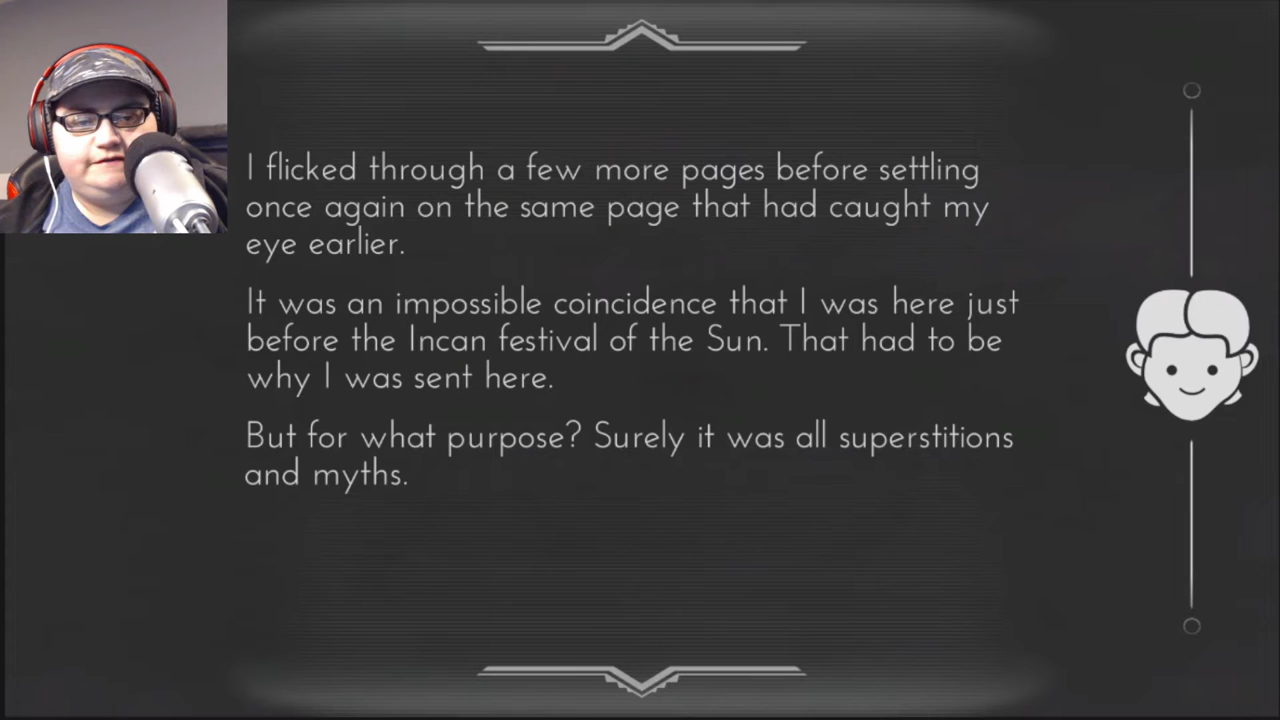 I flicked through a few more pages before settling
once again on the same page that had caught my
eye earlier.
It was an impossible coincidence that I was here just
before the Incan festival of the Sun. That had to be
why I was sent here.
But for what purpose? Surely it was all superstitions
and myths.